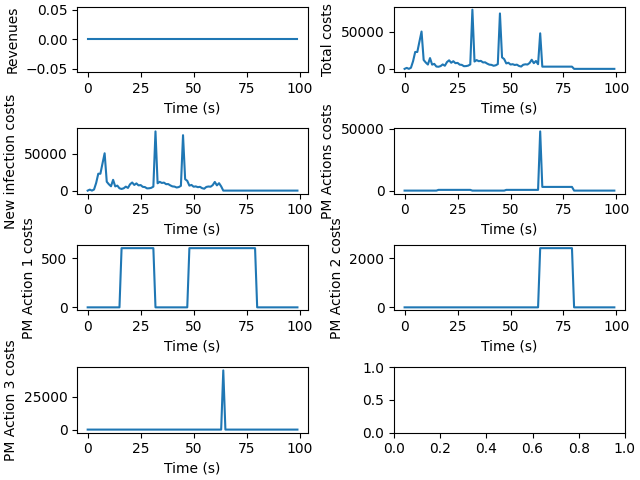 Revenues
0.05
0.00
−0.05
0 25 50 75 100
Time (s)
Total costs
50000
0
0 25 50 75 100
Time (s)
New infection costs
50000
0
0 25 50 75 100
Time (s)
PM Actions costs
50000
0
0 25 50 75 100
Time (s)
PM Action 1 costs
500
0
0 25 50 75 100
Time (s)
PM Action 2 costs
2000
0
0 25 50 75 100
Time (s)
PM Action 3 costs
25000
0
0 25 50 75 100
Time (s)
1.0
0.5
0.0
0.0 0.2 0.4 0.6 0.8 1.0